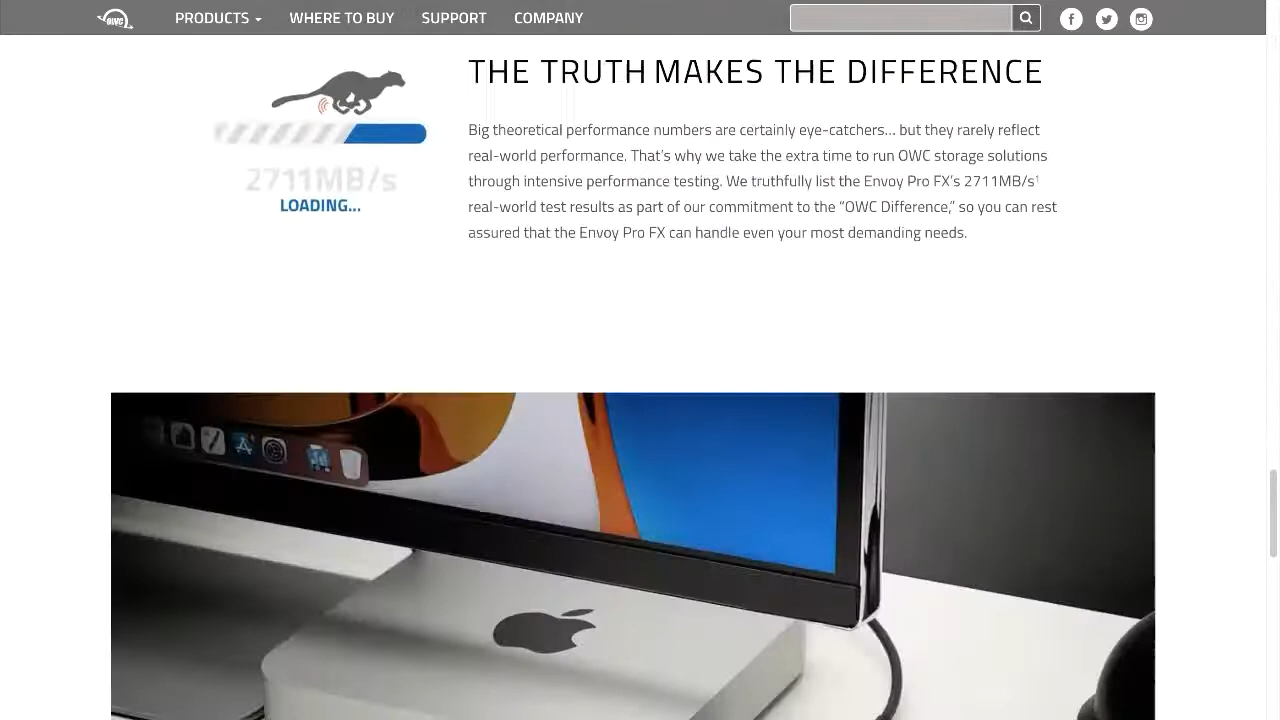 OWC
PRODUCTS
WHERE TO BUY
SUPPORT
COMPANY
THE TRUTH MAKES THE DIFFERENCE
2711MB/s
LOADING...
Big theoretical performance numbers are certainly eye-catchers... but they rarely reflect
real-world performance. That's why we take the extra time to run OWC storage solutions
through intensive performance testing. We truthfully list the Envoy Pro FX's 2711MB/s¹
real-world test results as part of our commitment to the “OWC Difference,” so you can rest
assured that the Envoy Pro FX can handle even your most demanding needs.